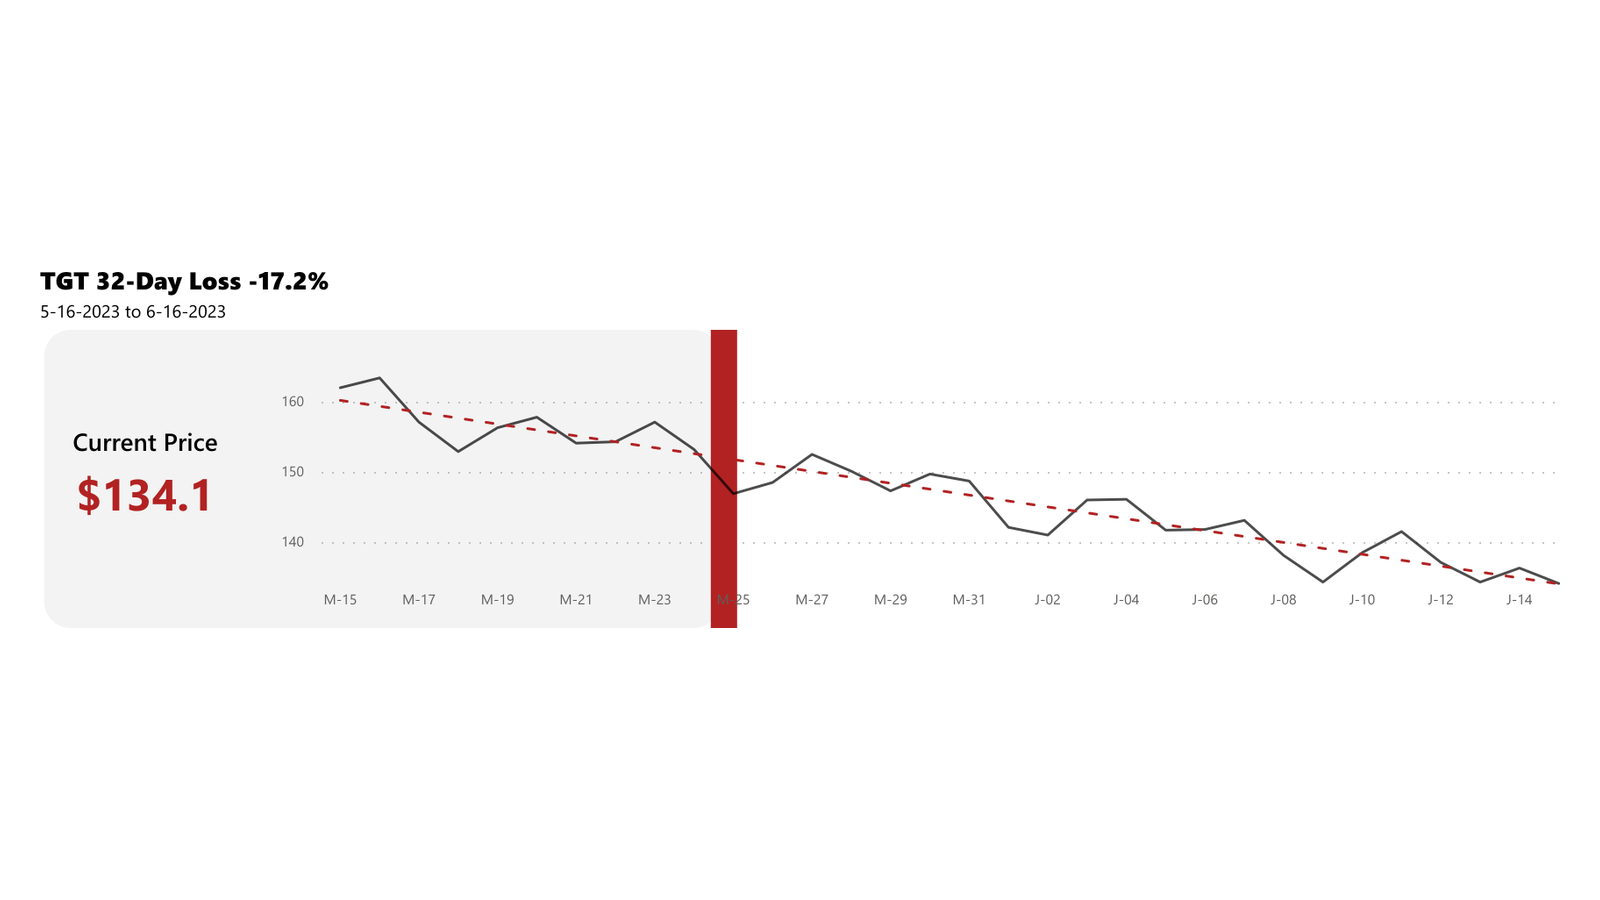 TGT 32-Day Loss -17.2%
5-16-2023 to 6-16-2023
Current Price
$134.1
160
150
140
M-15 M-17 M-19 M-21 M-23 M-25 M-27 M-29 M-31 J-02 J-04 J-06 J-08 J-10 J-12 J-14